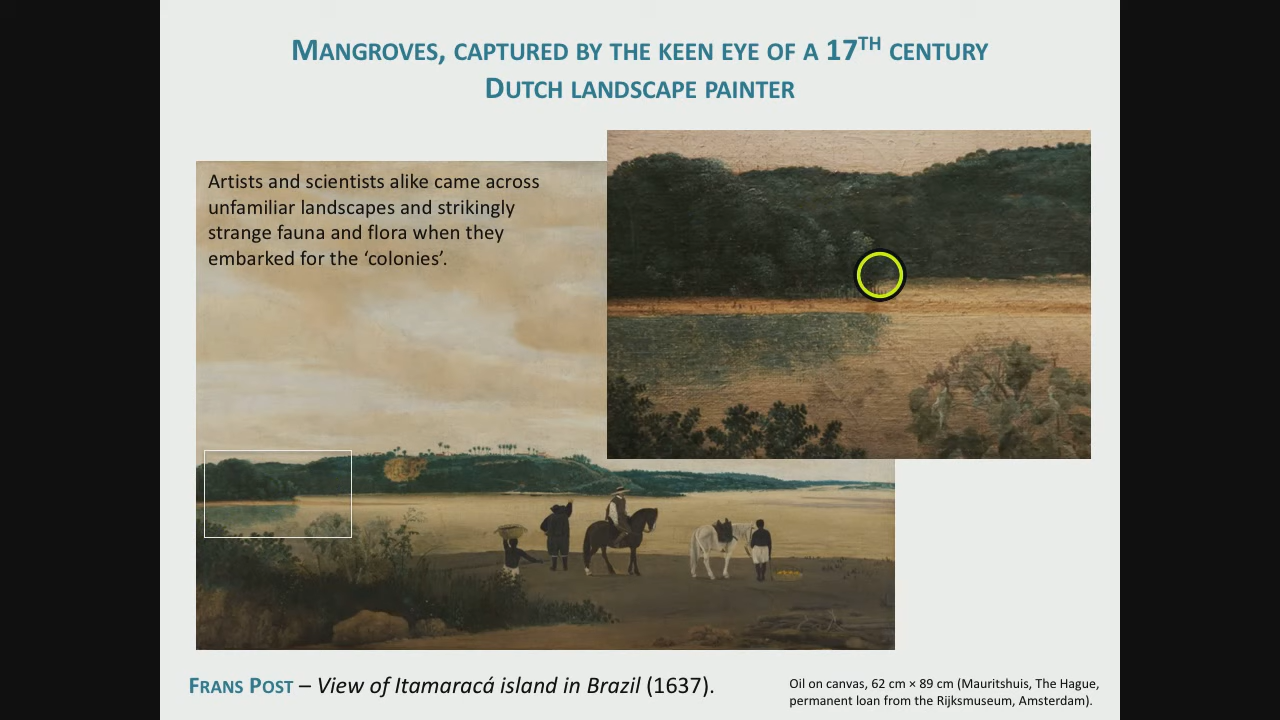 MANGROVES, CAPTURED BY THE KEEN EYE OF A 17TH CENTURY
DUTCH LANDSCAPE PAINTER
Artists and scientists alike came across
unfamiliar landscapes and strikingly
strange fauna and flora when they
embarked for the ‘colonies’.
FRANS POST – View of Itamaracá island in Brazil (1637).
Oil on canvas, 62 cm × 89 cm (Mauritshuis, The Hague,
permanent loan from the Rijksmuseum, Amsterdam).